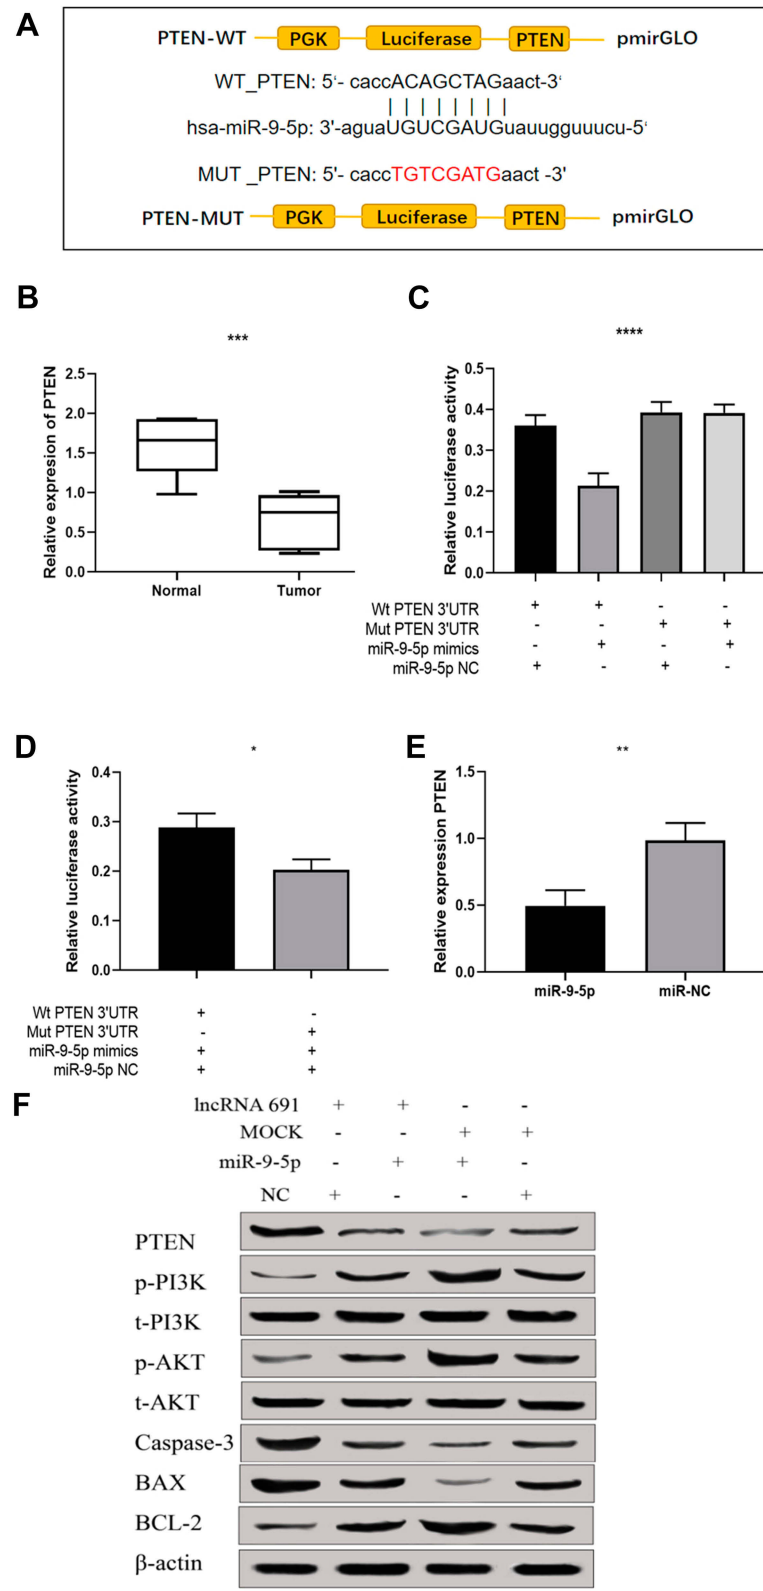 A
PTEN-WT PGK Luciferase PTEN pmirGLO
WT_PTEN: 5'- caccACAGCTAGaact-3'
| | | | | | | |
hsa-miR-9-5p: 3'-aguaUGUCGAUGuauugguuucu-5'
MUT _PTEN: 5'- caccTGTCGATGaact -3'
PTEN-MUT PGK Luciferase PTEN pmirGLO
B
***
Relative expresion of PTEN
2.5
2.0
1.5
1.0
0.5
0.0
Normal Tumor
C
****
Relative luciferase activity
0.5
0.4
0.3
0.2
0.1
0.0
Wt PTEN 3'UTR + + - -
Mut PTEN 3'UTR - - + +
miR-9-5p mimics - + - +
miR-9-5p NC + - + -
D
*
Relative luciferase activity
0.4
0.3
0.2
0.1
0.0
Wt PTEN 3'UTR + -
Mut PTEN 3'UTR - +
miR-9-5p mimics + +
miR-9-5p NC + +
E
**
Relative expression PTEN
1.5
1.0
0.5
0.0
miR-9-5p miR-NC
F
lncRNA 691 + + - -
MOCK - - + +
miR-9-5p - + + -
NC + - - +
PTEN
p-PI3K
t-PI3K
p-AKT
t-AKT
Caspase-3
BAX
BCL-2
β-actin